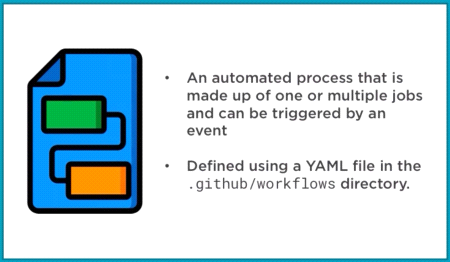 • An automated process that is
made up of one or multiple jobs
and can be triggered by an
event
• Defined using a YAML file in the
.github/workflows directory.